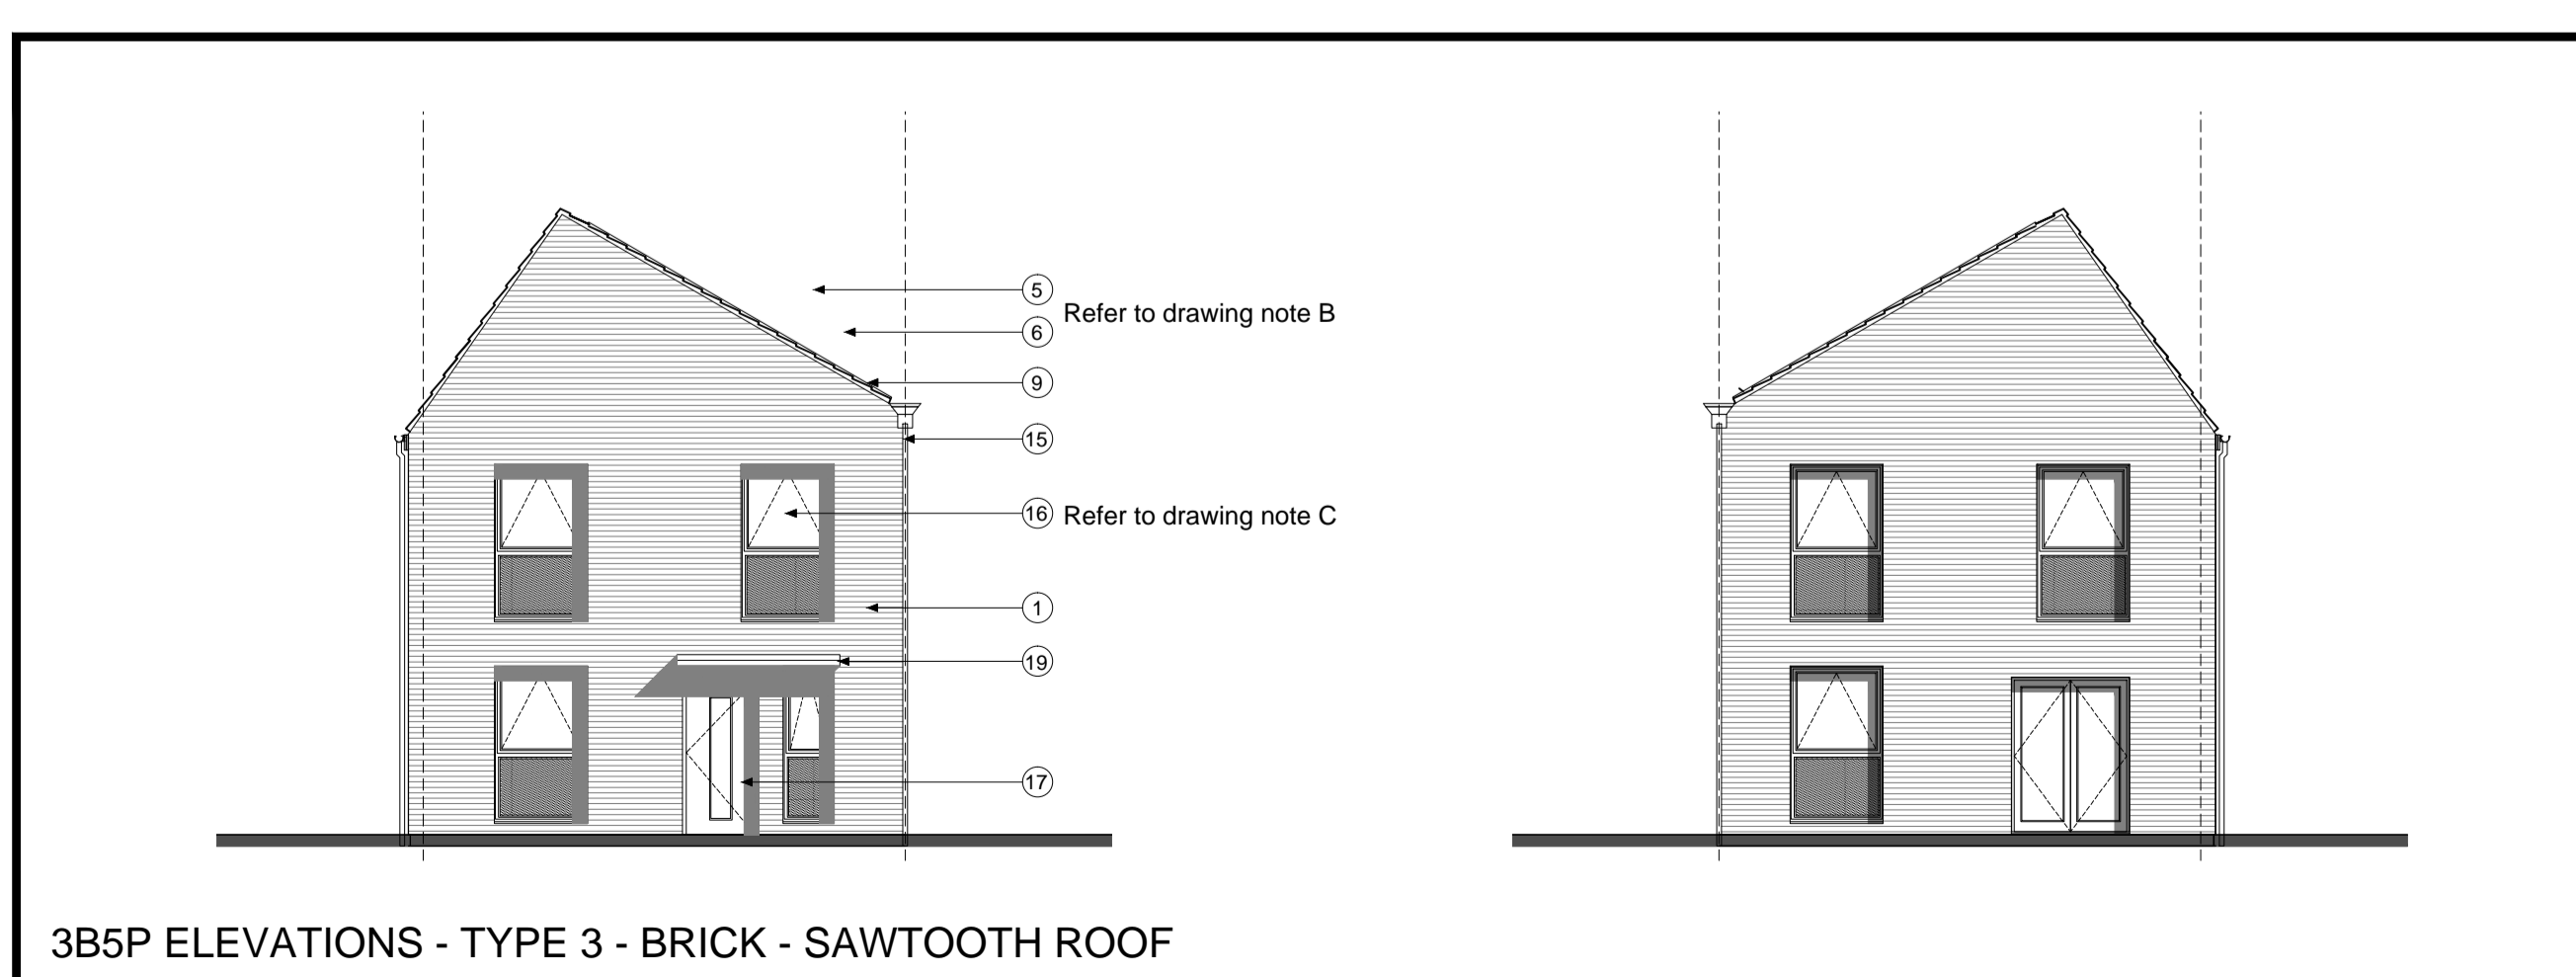 5
Refer to drawing note B
6
9
15
16 Refer to drawing note C
1
19
17
3B5P ELEVATIONS - TYPE 3 - BRICK - SAWTOOTH ROOF